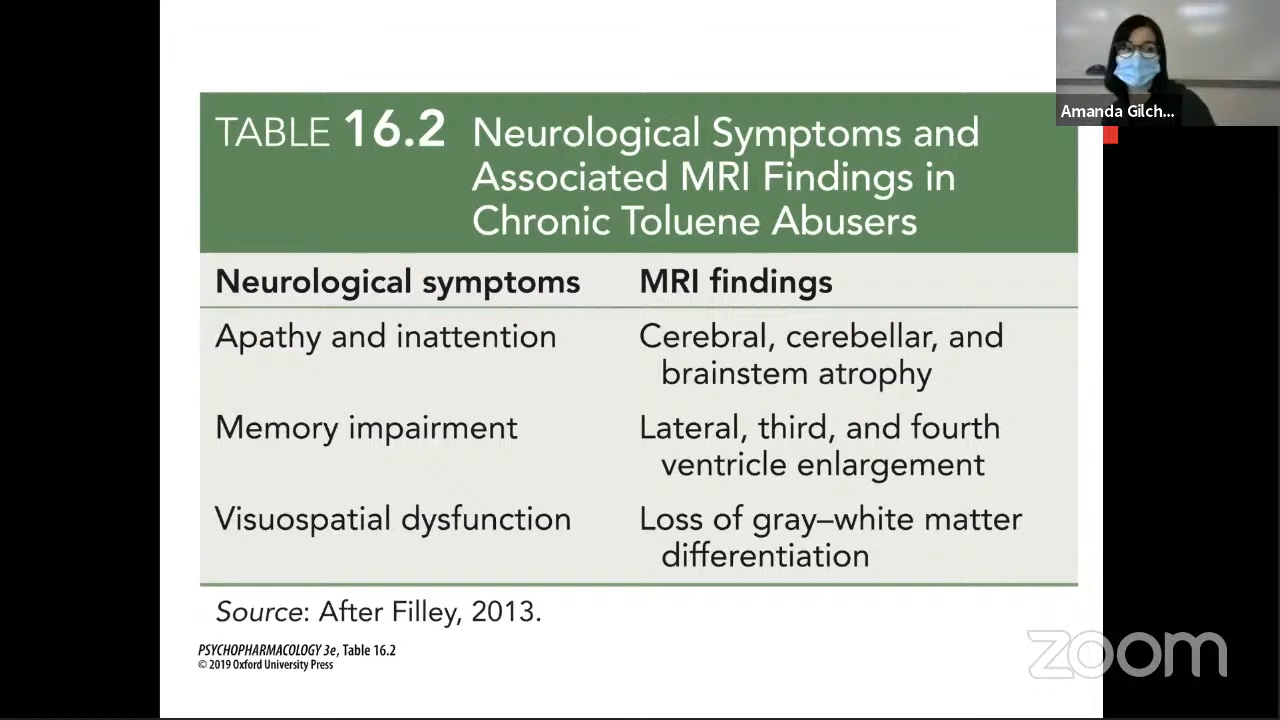 Amanda Gilch...
TABLE 16.2 Neurological Symptoms and
Associated MRI Findings in
Chronic Toluene Abusers
Neurological symptoms MRI findings
Apathy and inattention Cerebral, cerebellar, and
brainstem atrophy
Memory impairment Lateral, third, and fourth
ventricle enlargement
Visuospatial dysfunction Loss of gray–white matter
differentiation
Source: After Filley, 2013.
PSYCHOPHARMACOLOGY 3e, Table 16.2
© 2019 Oxford University Press
zoom